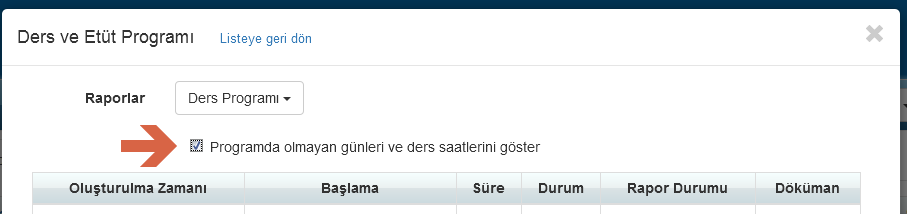 Ders ve Etüt Programı Listeye geri dön
Raporlar Ders Programı
Programda olmayan günleri ve ders saatlerini göster
Oluşturulma Zamanı Başlama Süre Durum Rapor Durumu Döküman